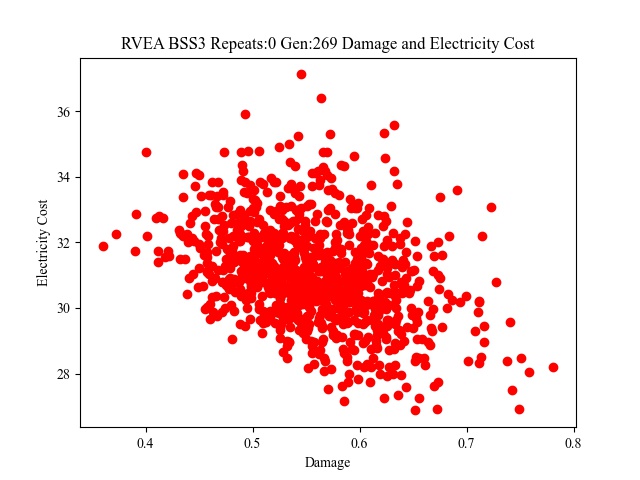 RVEA BSS3 Repeats:0 Gen:269 Damage and Electricity Cost
36
34
32
30
28
Electricity Cost
0.4 0.5 0.6 0.7 0.8
Damage